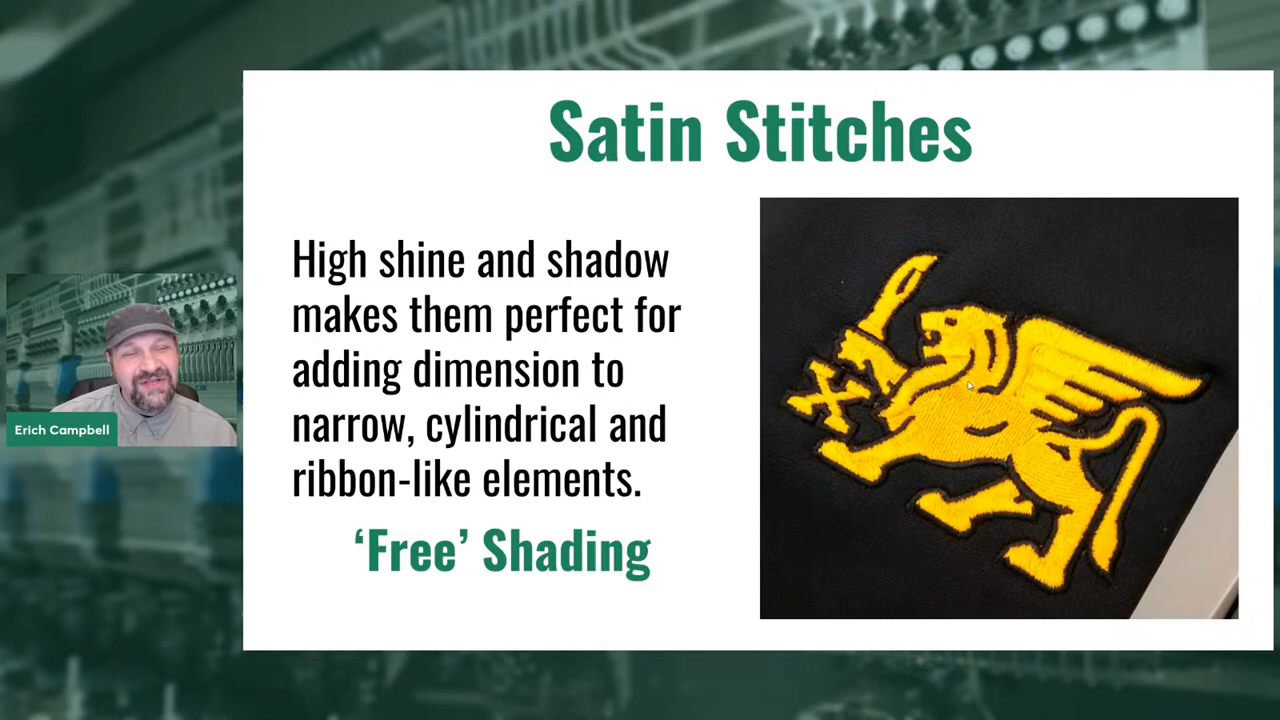 Satin Stitches
High shine and shadow
makes them perfect for
adding dimension to
narrow, cylindrical and
ribbon-like elements.
‘Free’ Shading
Erich Campbell